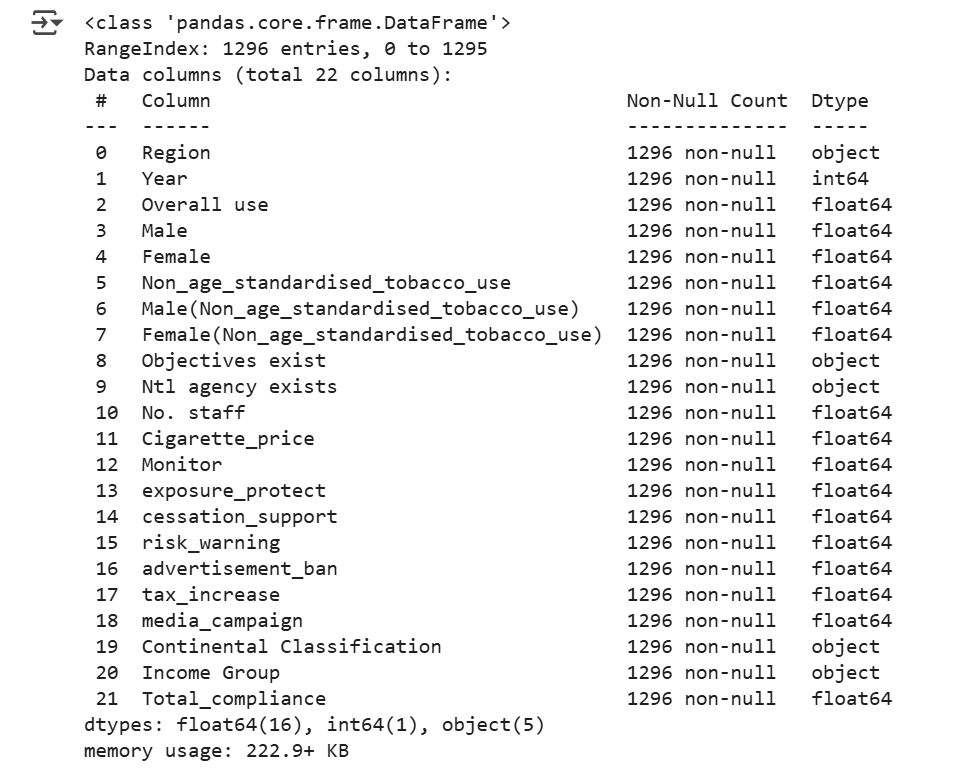 <class 'pandas.core.frame.DataFrame'>
RangeIndex: 1296 entries, 0 to 1295
Data columns (total 22 columns):
 #   Column                                    Non-Null Count  Dtype
---  ------                                    --------------  -----
 0   Region                                    1296 non-null   object
 1   Year                                      1296 non-null   int64
 2   Overall use                               1296 non-null   float64
 3   Male                                      1296 non-null   float64
 4   Female                                    1296 non-null   float64
 5   Non_age_standardised_tobacco_use          1296 non-null   float64
 6   Male(Non_age_standardised_tobacco_use)    1296 non-null   float64
 7   Female(Non_age_standardised_tobacco_use)  1296 non-null   float64
 8   Objectives exist                          1296 non-null   object
 9   Ntl agency exists                         1296 non-null   object
 10  No. staff                                 1296 non-null   float64
 11  Cigarette_price                           1296 non-null   float64
 12  Monitor                                   1296 non-null   float64
 13  exposure_protect                          1296 non-null   float64
 14  cessation_support                         1296 non-null   float64
 15  risk_warning                              1296 non-null   float64
 16  advertisement_ban                         1296 non-null   float64
 17  tax_increase                              1296 non-null   float64
 18  media_campaign                            1296 non-null   float64
 19  Continental Classification                1296 non-null   object
 20  Income Group                              1296 non-null   object
 21  Total_compliance                          1296 non-null   float64
dtypes: float64(16), int64(1), object(5)
memory usage: 222.9+ KB